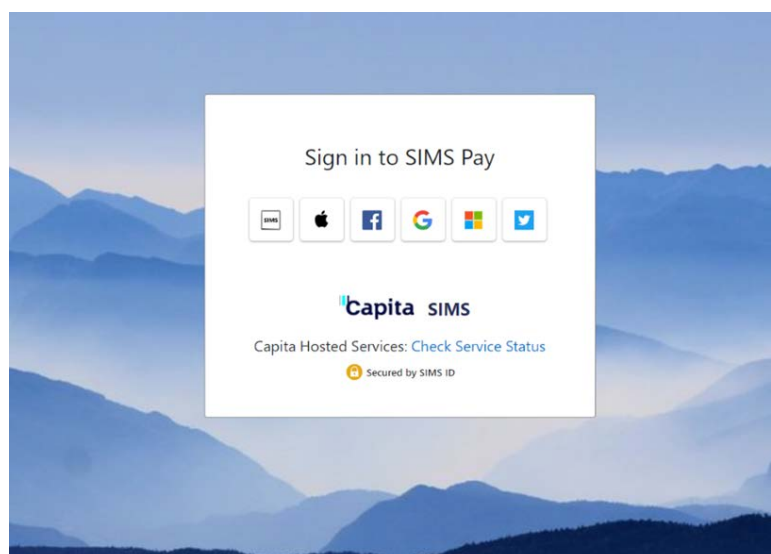 Sign in to SIMS Pay
SIMS
Capita SIMS
Capita Hosted Services: Check Service Status
Secured by SIMS ID